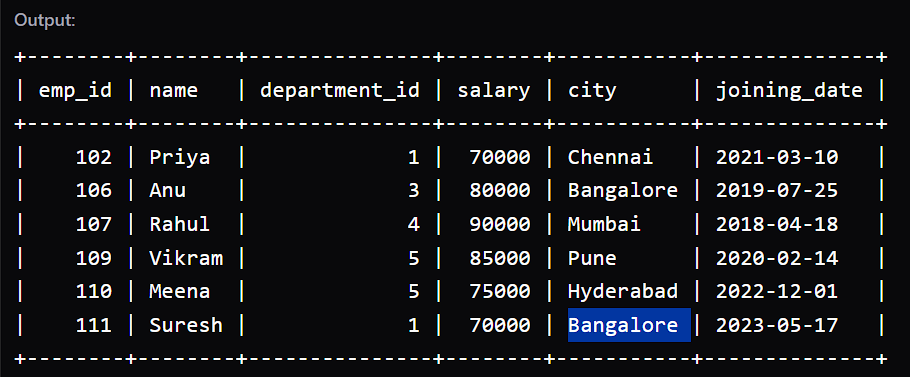 Output:
+--------+--------+---------------+--------+-----------+--------------+
| emp_id | name   | department_id | salary | city      | joining_date |
+--------+--------+---------------+--------+-----------+--------------+
|    102 | Priya  |             1 |  70000 | Chennai   | 2021-03-10   |
|    106 | Anu    |             3 |  80000 | Bangalore | 2019-07-25   |
|    107 | Rahul  |             4 |  90000 | Mumbai    | 2018-04-18   |
|    109 | Vikram |             5 |  85000 | Pune      | 2020-02-14   |
|    110 | Meena  |             5 |  75000 | Hyderabad | 2022-12-01   |
|    111 | Suresh |             1 |  70000 | Bangalore | 2023-05-17   |
+--------+--------+---------------+--------+-----------+--------------+